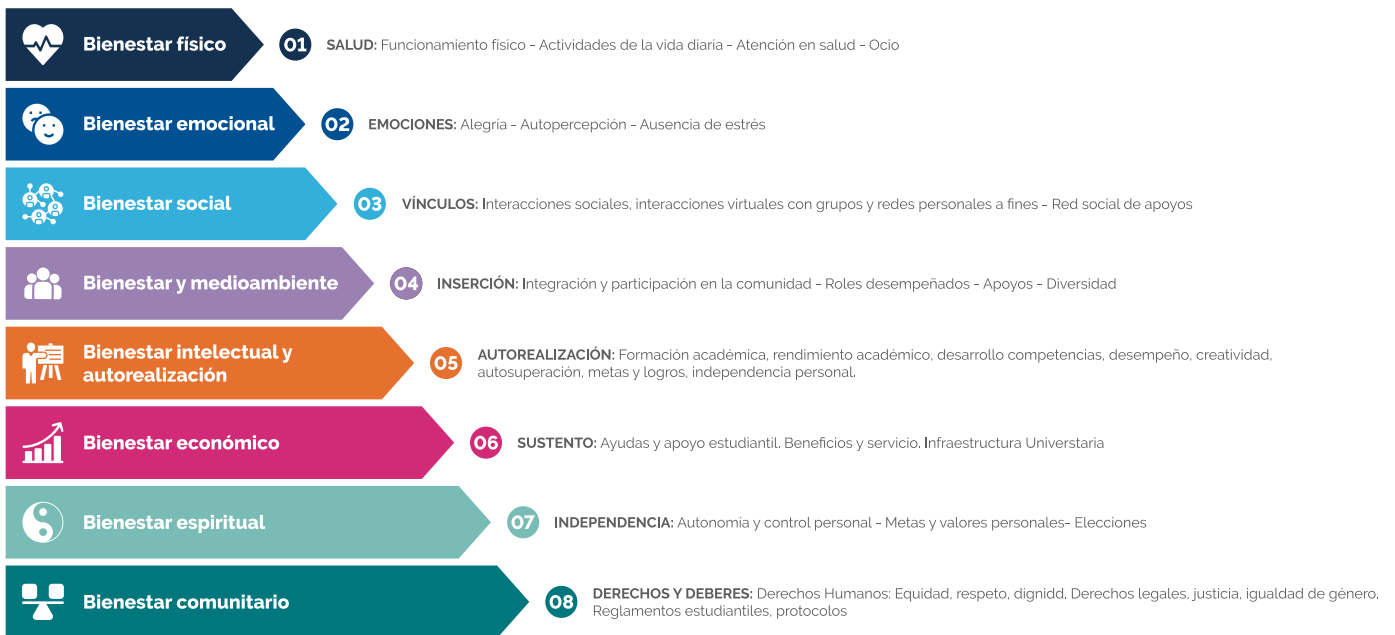 Bienestar físico
01
SALUD: Funcionamiento físico - Actividades de la vida diaria - Atención en salud - Ocio
Bienestar emocional
02
EMOCIONES: Alegría - Autopercepción - Ausencia de estrés
Bienestar social
03
VÍNCULOS: Interacciones sociales, interacciones virtuales con grupos y redes personales a fines - Red social de apoyos
Bienestar y medioambiente
04
INSERCIÓN: Integración y participación en la comunidad - Roles desempeñados - Apoyos - Diversidad
Bienestar intelectual y
autorealización
05
AUTOREALIZACIÓN: Formación académica, rendimiento académico, desarrollo competencias, desempeño, creatividad,
autosuperación, metas y logros, independencia personal.
Bienestar económico
06
SUSTENTO: Ayudas y apoyo estudiantil. Beneficios y servicio. Infraestructura Universtaria
Bienestar espiritual
07
INDEPENDENCIA: Autonomía y control personal - Metas y valores personales- Elecciones
Bienestar comunitario
08
DERECHOS Y DEBERES: Derechos Humanos: Equidad, respeto, dignidd. Derechos legales, justicia, igualdad de género.
Reglamentos estudiantiles, protocolos